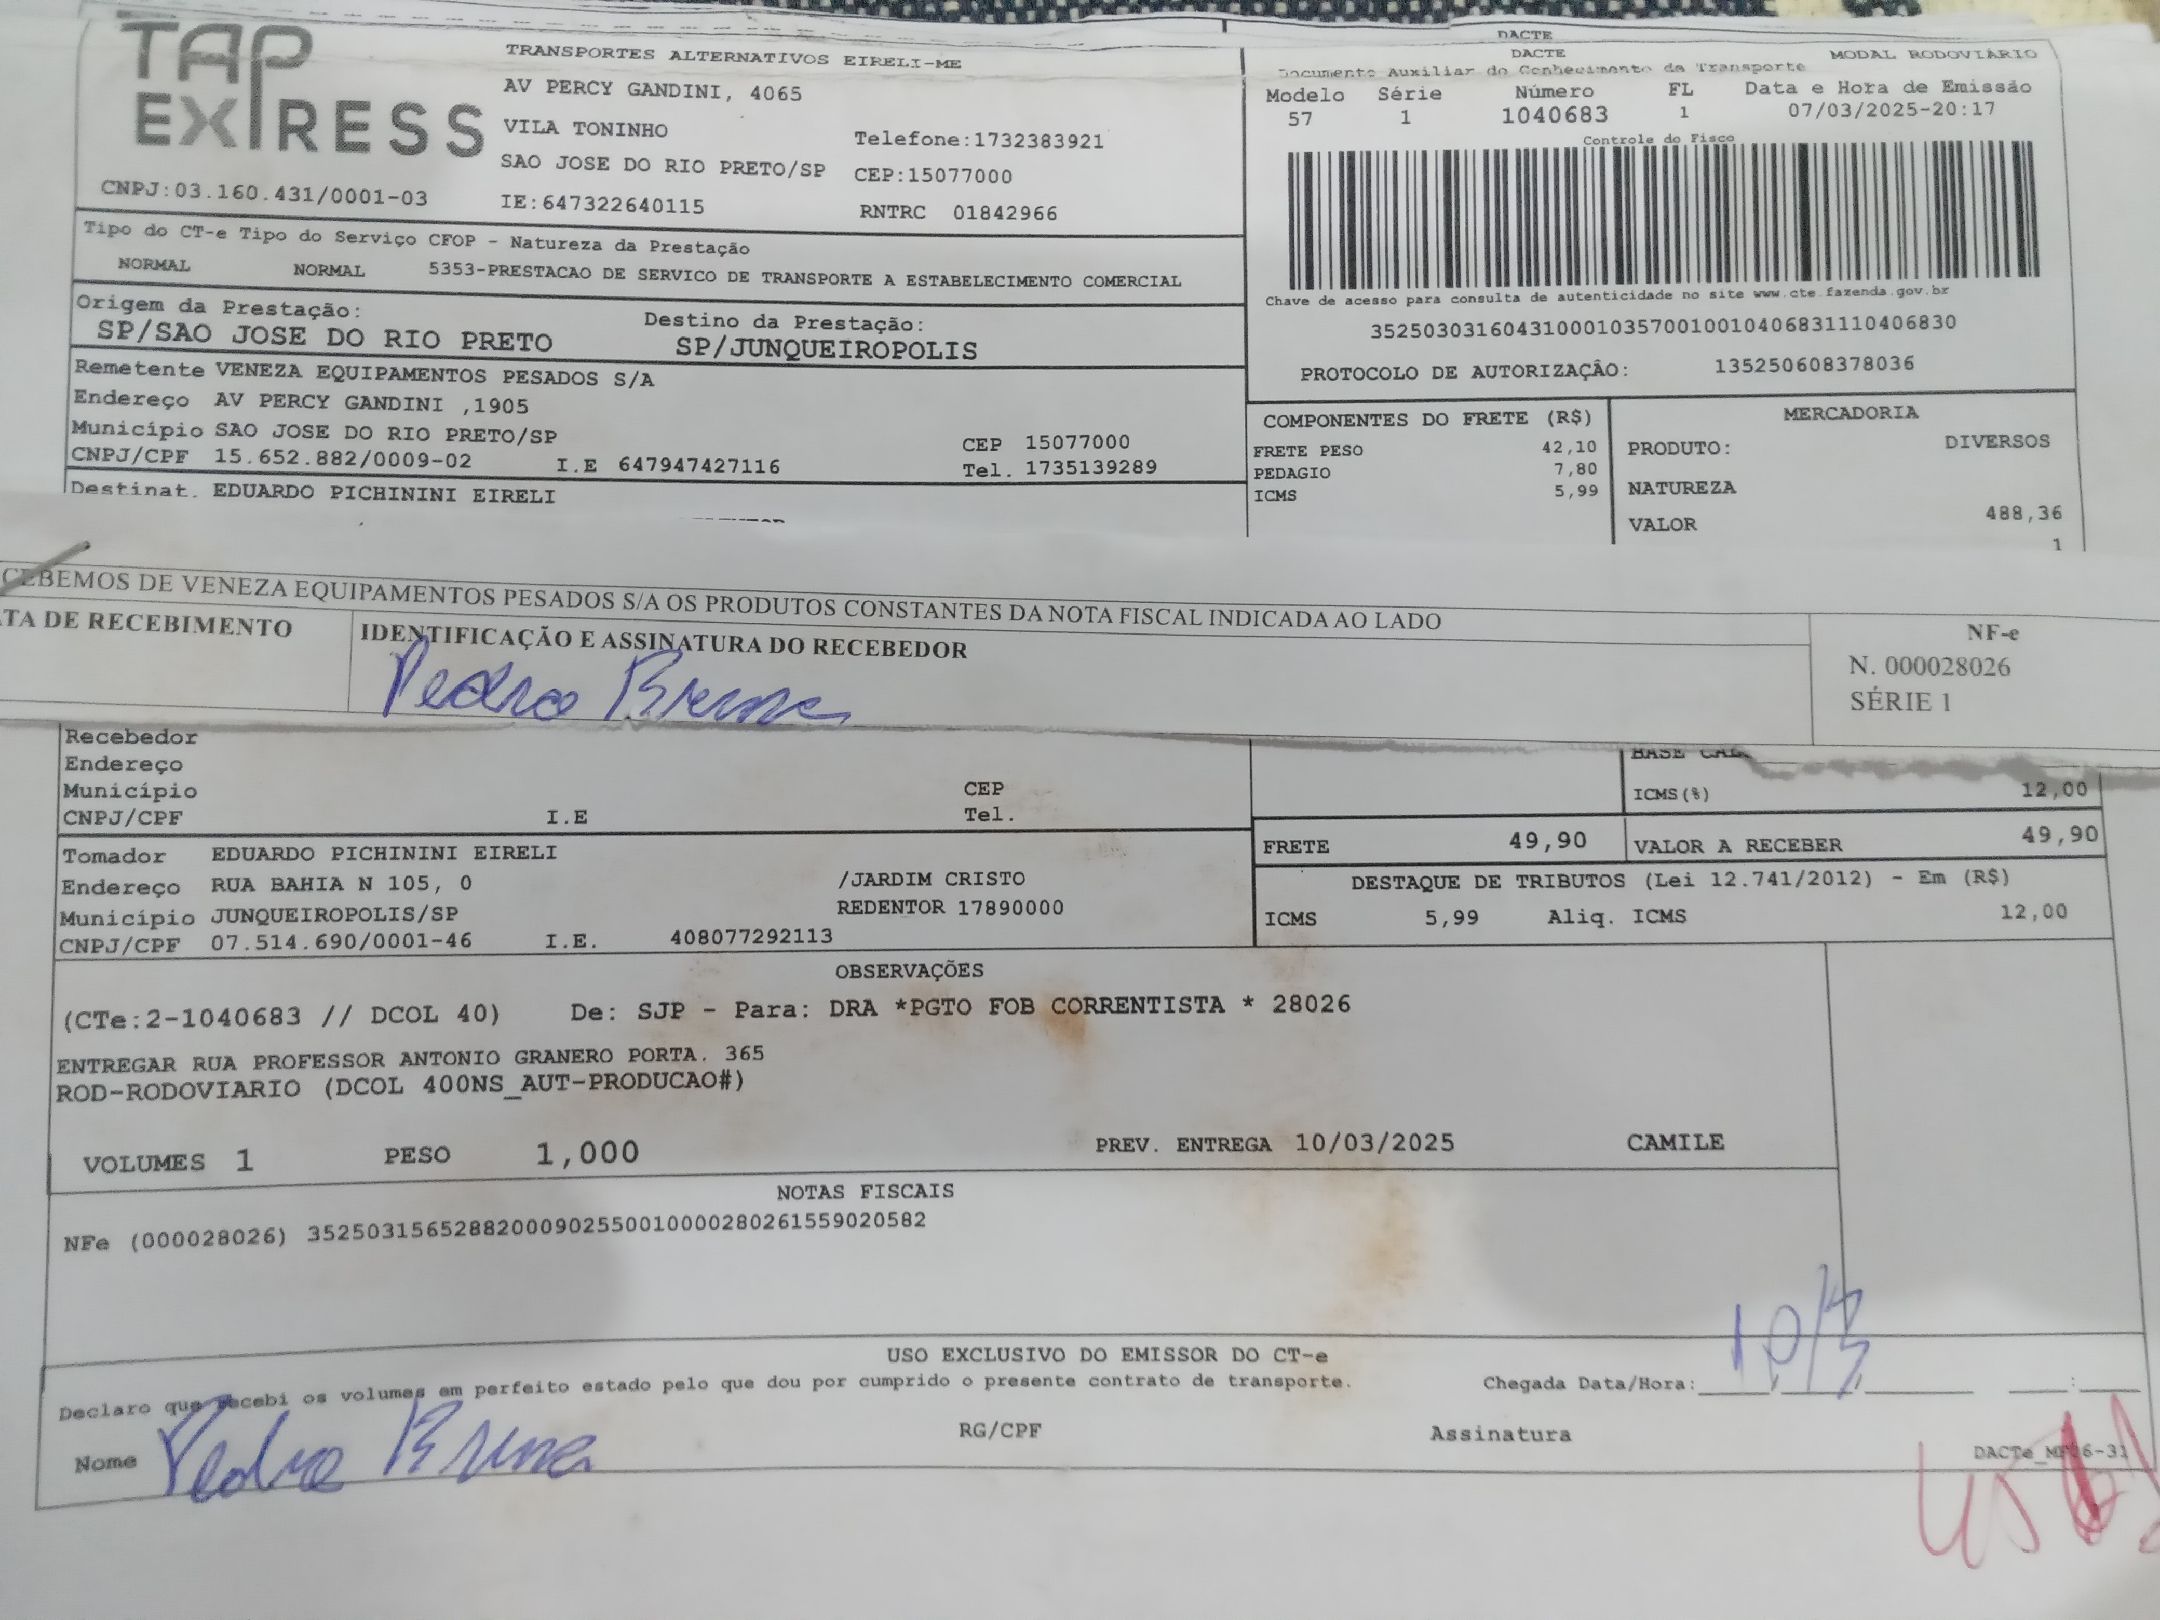 TAP EXPRESS
CNPJ:03.160.431/0001-03
TRANSPORTES ALTERNATIVOS EIRELI-ME
AV PERCY GANDINI, 4065
VILA TONINHO
Telefone:1732383921
SAO JOSE DO RIO PRETO/SP CEP:15077000
IE:647322640115 RNTRC 01842966
DACTE
DACTE MODAL RODOVIÁRIO
Documento Auxiliar do Conhecimento de Transporte
Modelo Série Número FL Data e Hora de Emissão
57 1 1040683 1 07/03/2025-20:17
Controle do Fisco
Chave de acesso para consulta de autenticidade no site www.cte.fazenda.gov.br
35250303160431000103570010010406831110406830
PROTOCOLO DE AUTORIZAÇÂO: 135250608378036
Tipo do CT-e Tipo do Serviço CFOP - Natureza da Prestação
NORMAL NORMAL 5353-PRESTACAO DE SERVICO DE TRANSPORTE A ESTABELECIMENTO COMERCIAL
Origem da Prestação: Destino da Prestação:
SP/SAO JOSE DO RIO PRETO SP/JUNQUEIROPOLIS
Remetente VENEZA EQUIPAMENTOS PESADOS S/A
Endereço AV PERCY GANDINI ,1905
Município SAO JOSE DO RIO PRETO/SP CEP 15077000
CNPJ/CPF 15.652.882/0009-02 I.E 647947427116 Tel. 1735139289
Destinat. EDUARDO PICHININI EIRELI
COMPONENTES DO FRETE (R$)
FRETE PESO 42,10
PEDAGIO 7,80
ICMS 5,99
MERCADORIA
PRODUTO: DIVERSOS
NATUREZA
VALOR 488,36
1
CEBEMOS DE VENEZA EQUIPAMENTOS PESADOS S/A OS PRODUTOS CONSTANTES DA NOTA FISCAL INDICADA AO LADO
TA DE RECEBIMENTO IDENTIFICAÇÃO E ASSINATURA DO RECEBEDOR
Pedro Bruna
NF-e
N. 000028026
SÉRIE 1
Recebedor
Endereço
Município CEP
CNPJ/CPF I.E Tel.
BASE CALC
ICMS(%) 12,00
FRETE 49,90 VALOR A RECEBER 49,90
Tomador EDUARDO PICHININI EIRELI
Endereço RUA BAHIA N 105, 0 /JARDIM CRISTO
Município JUNQUEIROPOLIS/SP REDENTOR 17890000
CNPJ/CPF 07.514.690/0001-46 I.E. 408077292113
DESTAQUE DE TRIBUTOS (Lei 12.741/2012) - Em (R$)
ICMS 5,99 Aliq. ICMS 12,00
OBSERVAÇÕES
(CTe:2-1040683 // DCOL 40) De: SJP - Para: DRA *PGTO FOB CORRENTISTA * 28026
ENTREGAR RUA PROFESSOR ANTONIO GRANERO PORTA. 365
ROD-RODOVIARIO (DCOL 400NS_AUT-PRODUCAO#)
VOLUMES 1 PESO 1,000 PREV. ENTREGA 10/03/2025 CAMILE
NOTAS FISCAIS
NFe (000028026) 35250315652882000902550010000280261559020582
USO EXCLUSIVO DO EMISSOR DO CT-e
Declaro que recebi os volumes em perfeito estado pelo que dou por cumprido o presente contrato de transporte.
Chegada Data/Hora: 10/3
Nome Pedro Bruna RG/CPF Assinatura